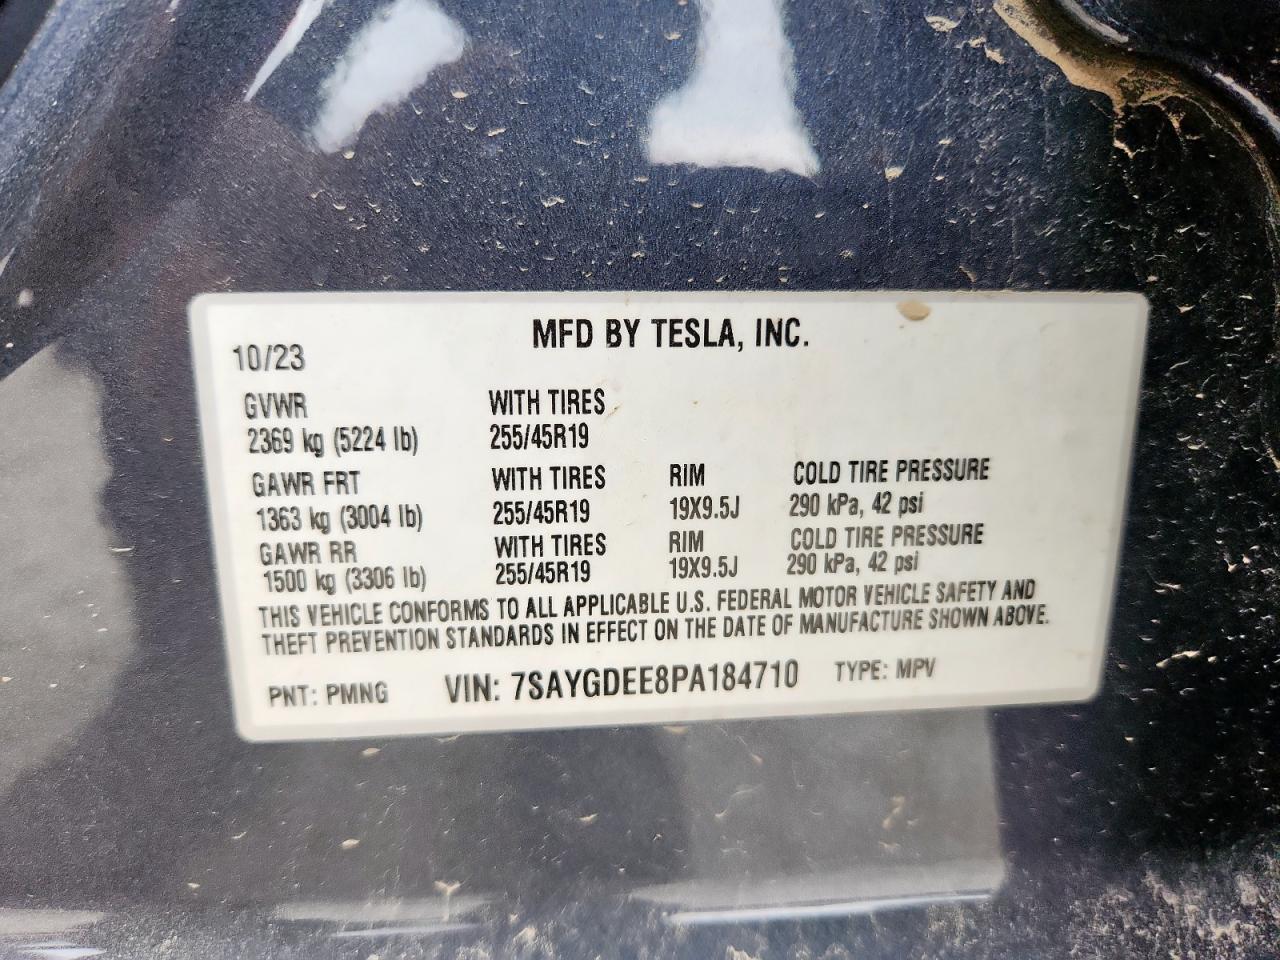 MFD BY TESLA, INC.
10/23
GVWR WITH TIRES
2369 kg (5224 lb) 255/45R19
GAWR FRT WITH TIRES RIM COLD TIRE PRESSURE
1363 kg (3004 lb) 255/45R19 19X9.5J 290 kPa, 42 psi
GAWR RR WITH TIRES RIM COLD TIRE PRESSURE
1500 kg (3306 lb) 255/45R19 19X9.5J 290 kPa, 42 psi
THIS VEHICLE CONFORMS TO ALL APPLICABLE U.S. FEDERAL MOTOR VEHICLE SAFETY AND
THEFT PREVENTION STANDARDS IN EFFECT ON THE DATE OF MANUFACTURE SHOWN ABOVE.
PNT: PMNG VIN: 7SAYGDEE8PA184710 TYPE: MPV